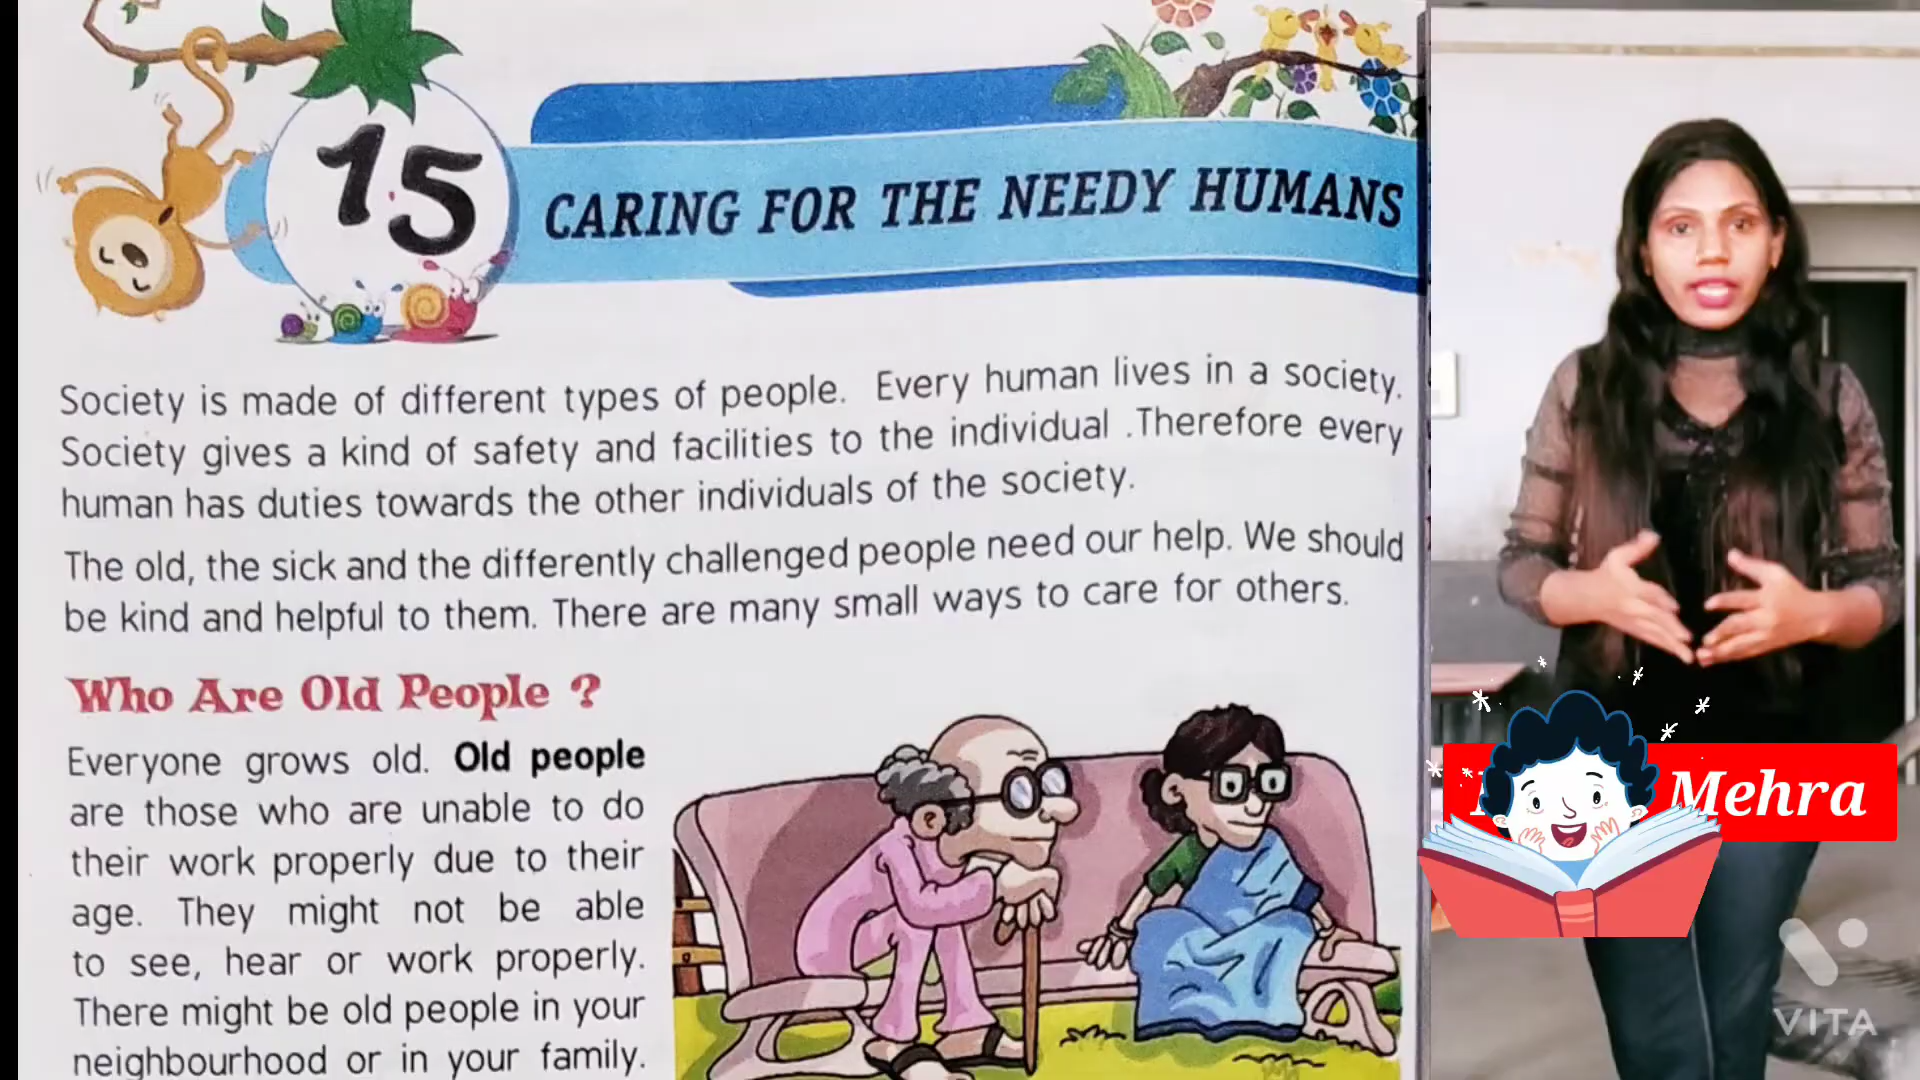 15
CARING FOR THE NEEDY HUMANS
Society is made of different types of people. Every human lives in a society.
Society gives a kind of safety and facilities to the individual .Therefore every
human has duties towards the other individuals of the society.
The old, the sick and the differently challenged people need our help. We should
be kind and helpful to them. There are many small ways to care for others.
Who Are Old People ?
Everyone grows old. Old people
are those who are unable to do
their work properly due to their
age. They might not be able
to see, hear or work properly.
There might be old people in your
neighbourhood or in your family.
Mehra
VITA